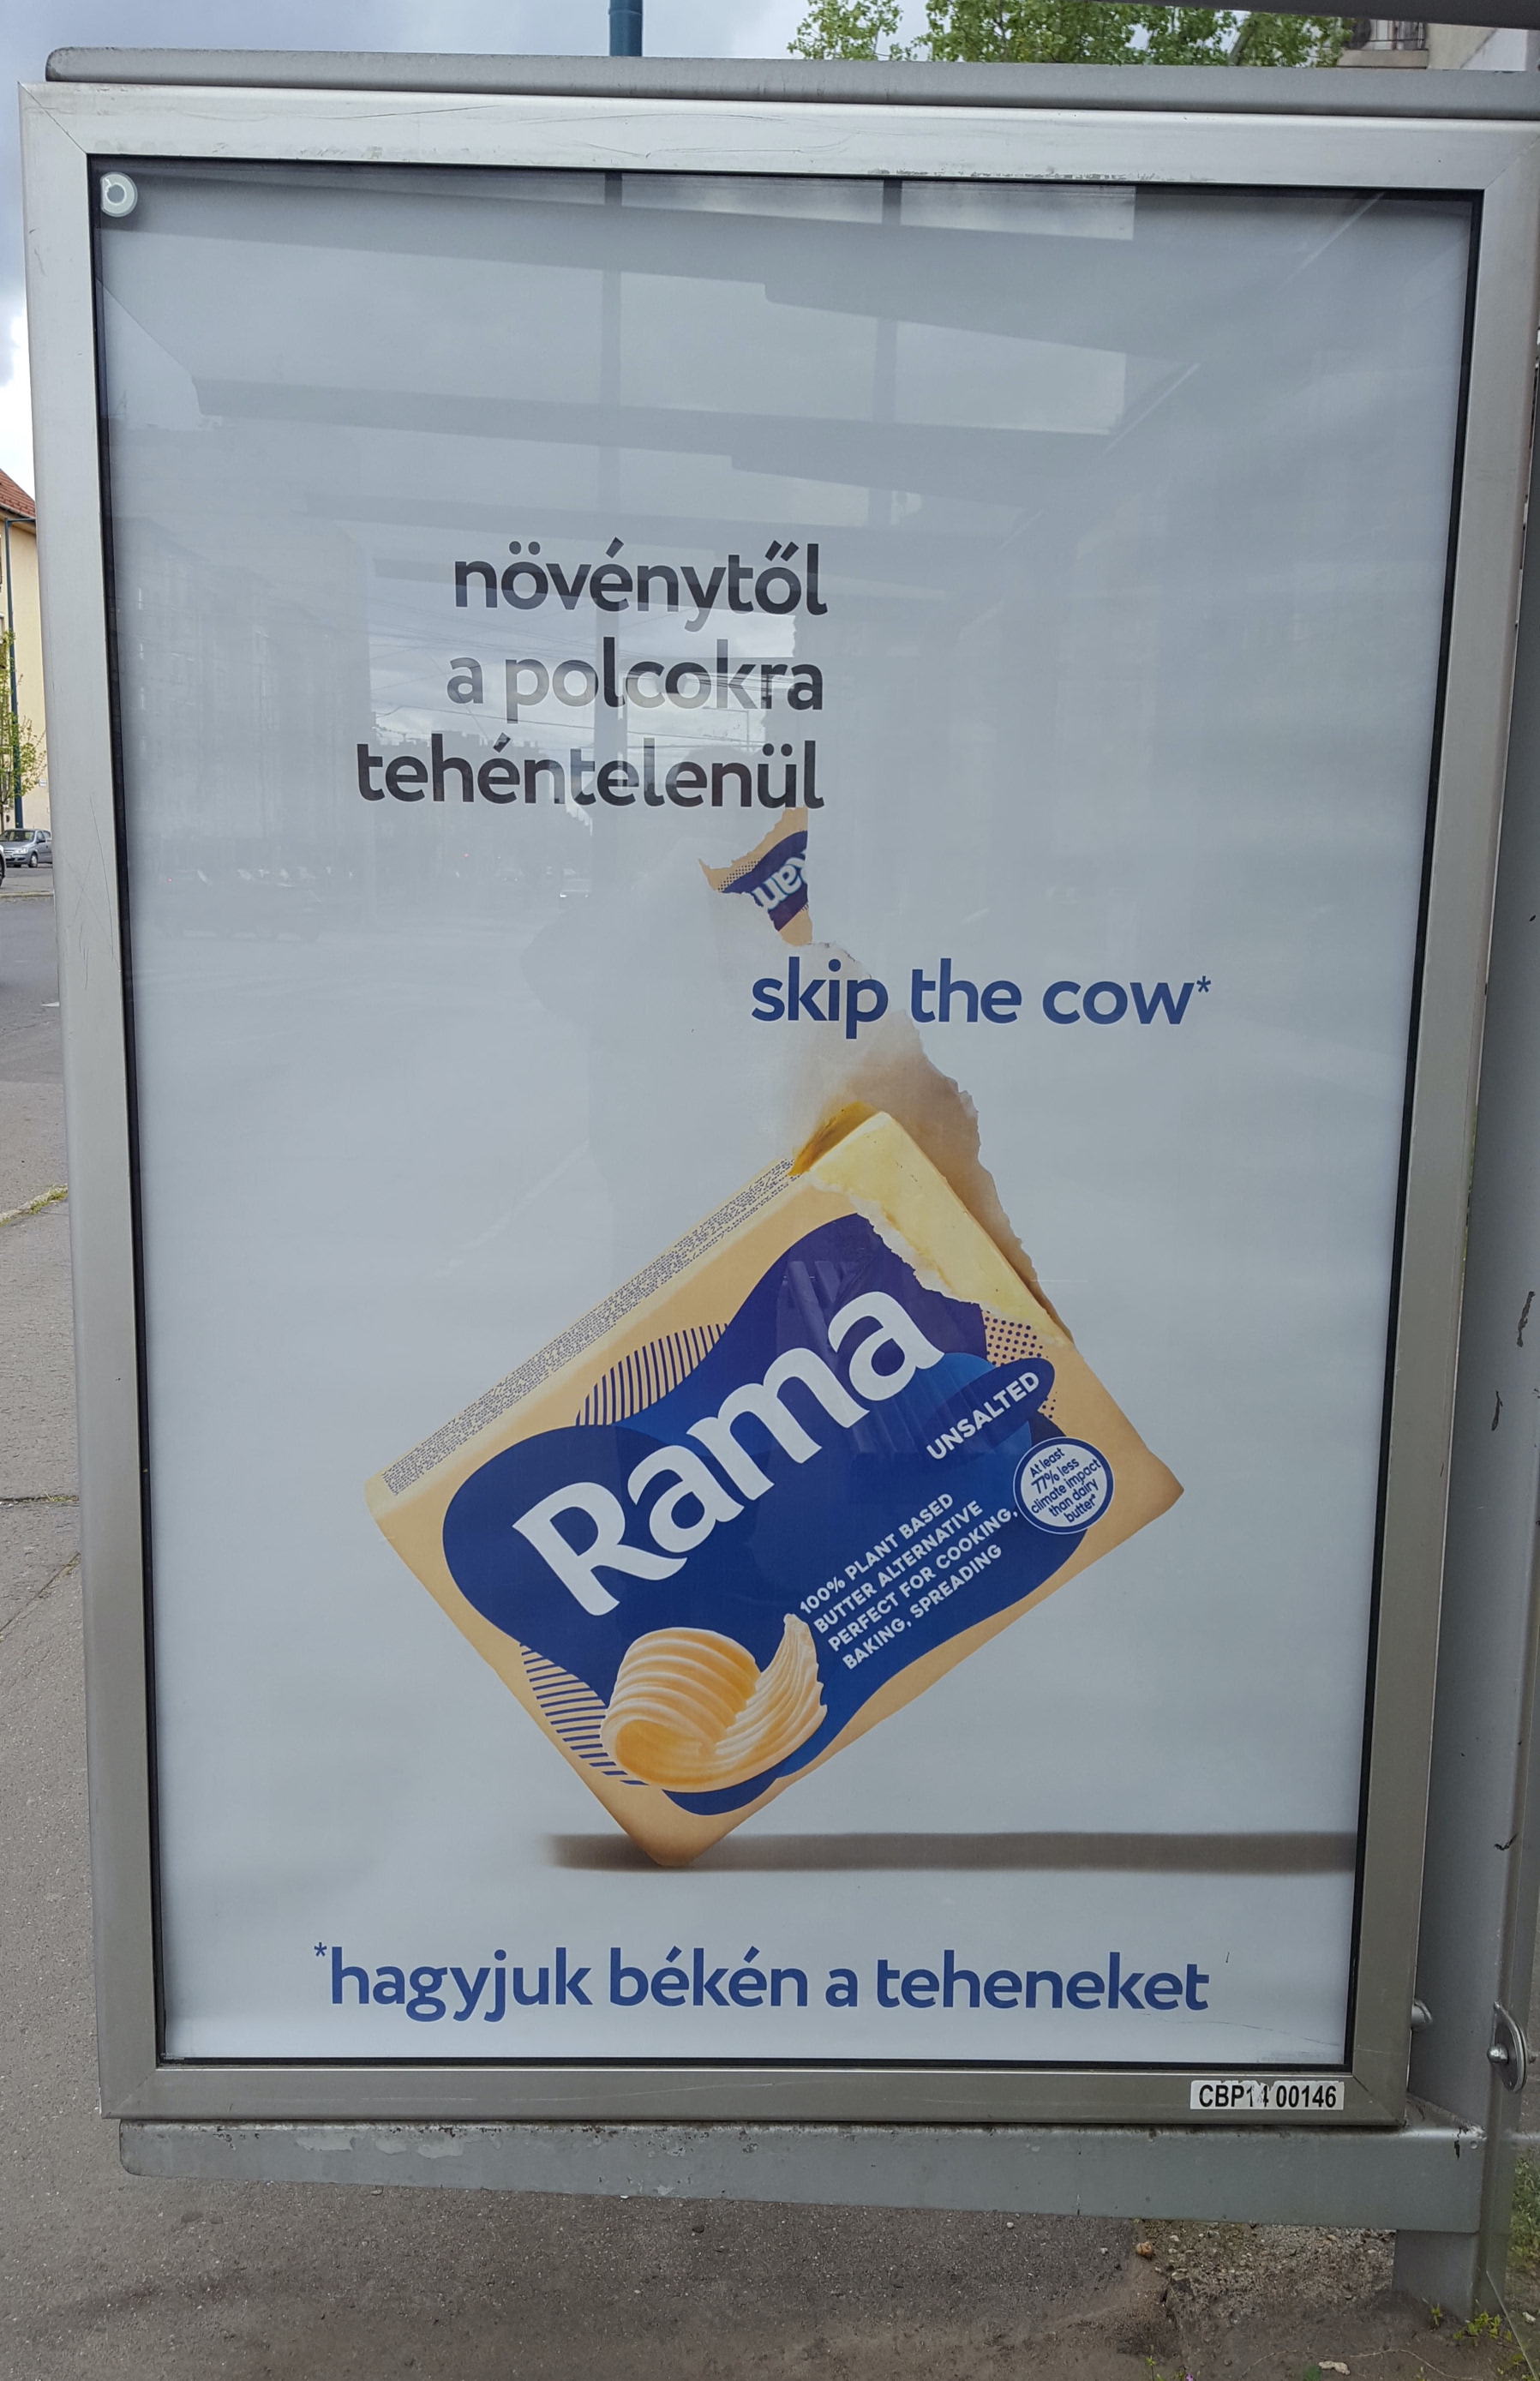 növénytől
a polcokra
tehéntelenül
Ram
skip the cow*
Rama
UNSALTED
At least
77% less
climate impact
than dairy
butter*
100% PLANT BASED
BUTTER ALTERNATIVE
PERFECT FOR COOKING,
BAKING, SPREADING
*hagyjuk békén a teheneket
CBP14 00146